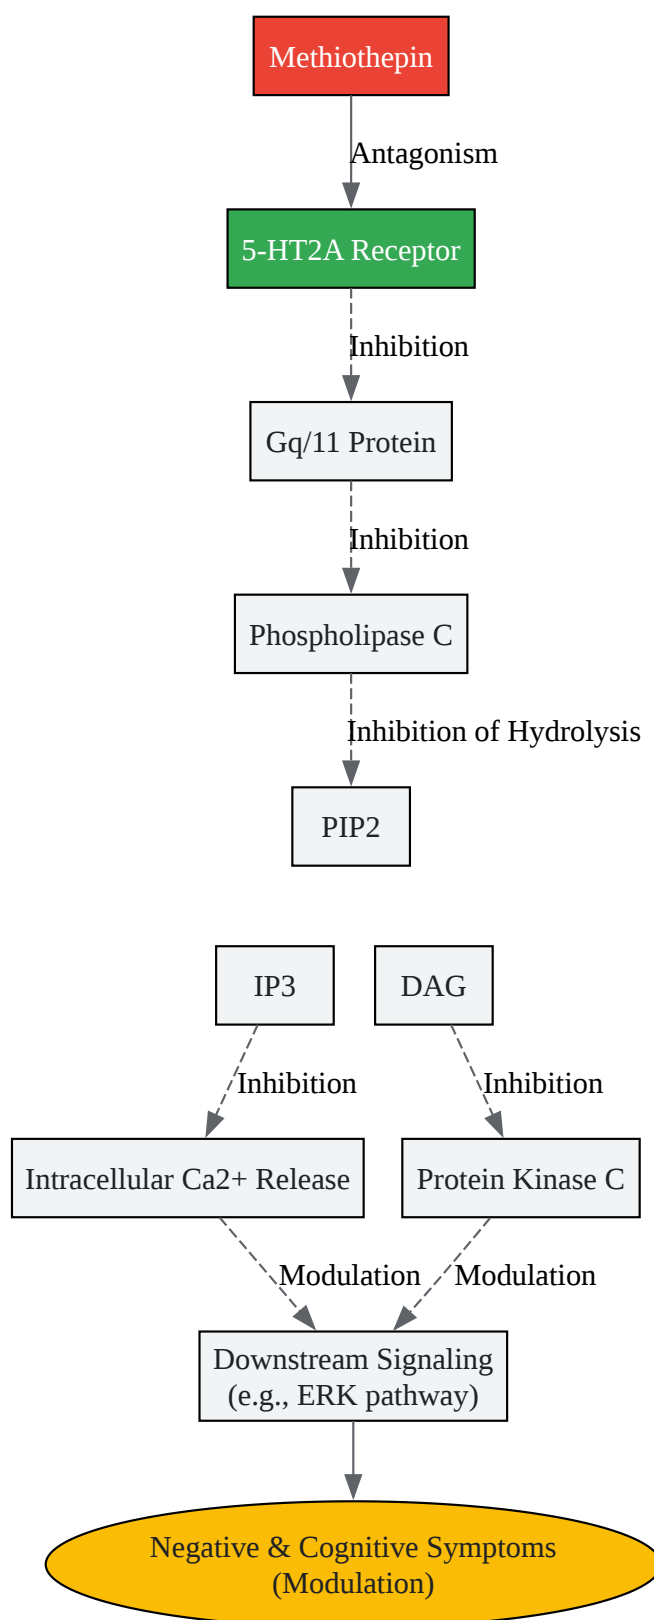 Methiothepin
Antagonism
5-HT2A Receptor
Inhibition
Gq/11 Protein
Inhibition
Phospholipase C
Inhibition of Hydrolysis
PIP2
IP3
DAG
Inhibition
Inhibition
Intracellular Ca2+ Release
Protein Kinase C
Modulation
Modulation
Downstream Signaling
(e.g., ERK pathway)
Negative & Cognitive Symptoms
(Modulation)